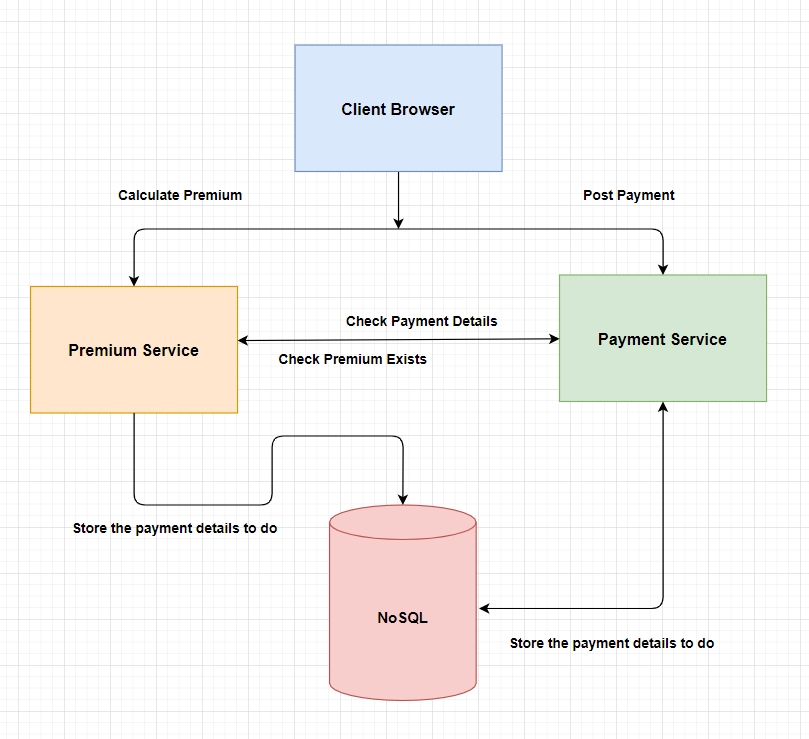 Client Browser
Calculate Premium
Post Payment
Check Payment Details
Premium Service
Payment Service
Check Premium Exists
Store the payment details to do
NoSQL
Store the payment details to do